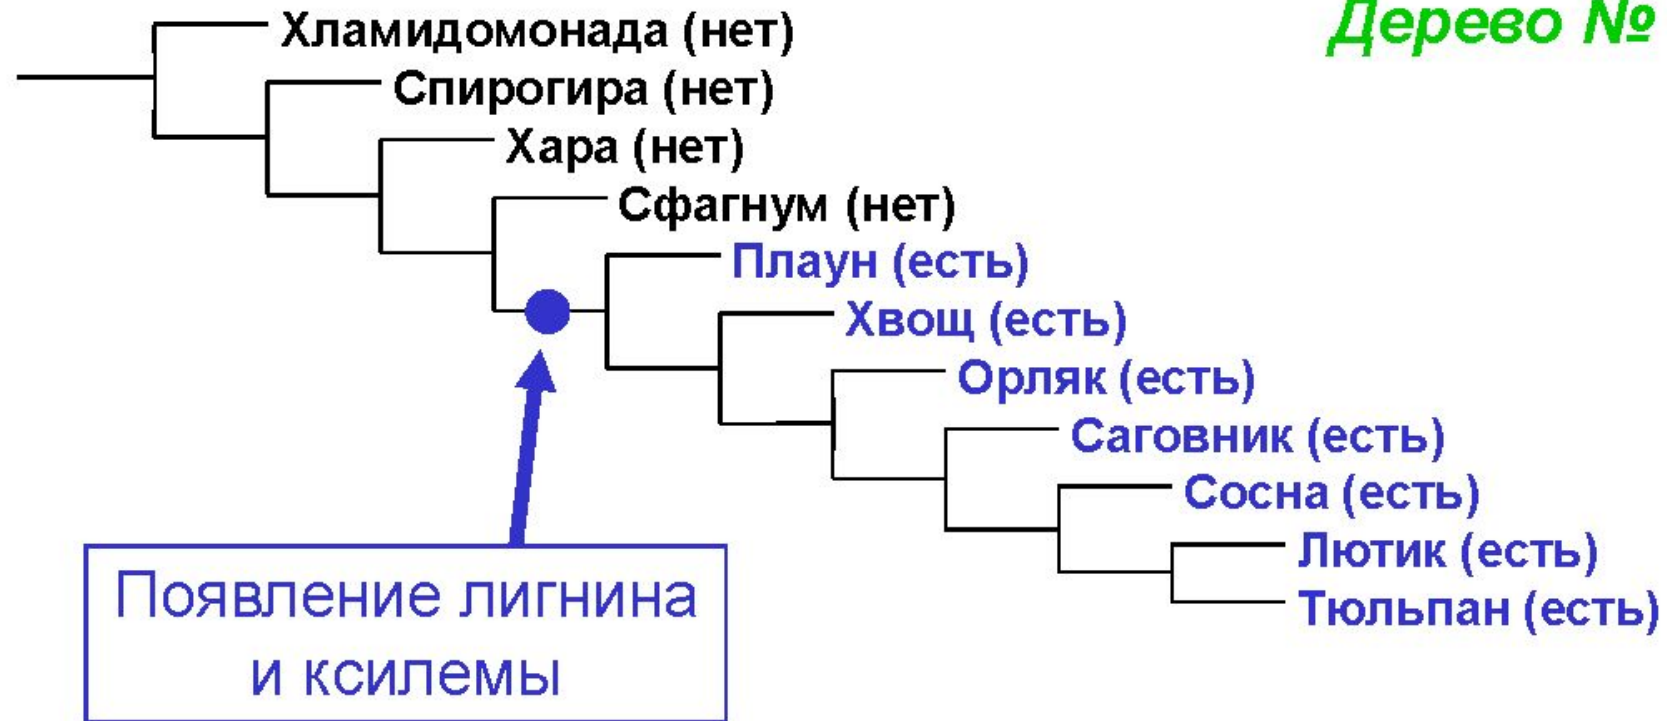 Дерево №
Хламидомонада (нет)
Спирогира (нет)
Хара (нет)
Сфагнум (нет)
Плаун (есть)
Хвощ (есть)
Орляк (есть)
Саговник (есть)
Сосна (есть)
Лютик (есть)
Тюльпан (есть)
Появление лигнина
и ксилемы